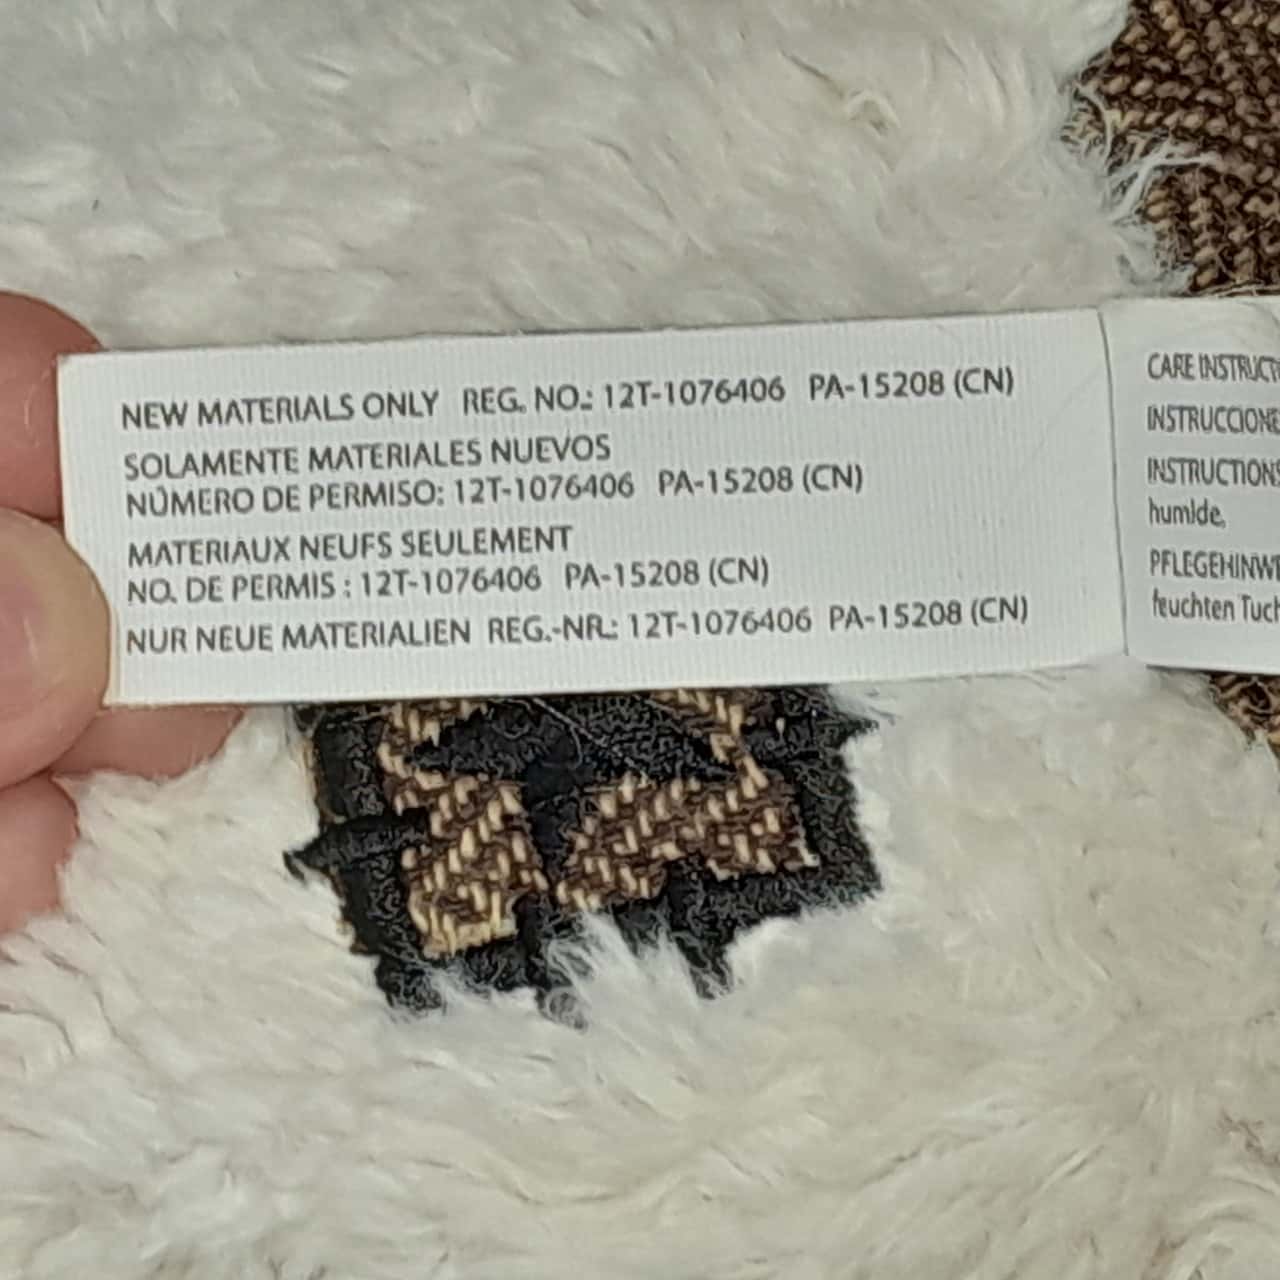 NEW MATERIALS ONLY REG. NO.: 12T-1076406 PA-15208 (CN)
SOLAMENTE MATERIALES NUEVOS
NÚMERO DE PERMISO: 12T-1076406 PA-15208 (CN)
MATERIAUX NEUFS SEULEMENT
NO. DE PERMIS : 12T-1076406 PA-15208 (CN)
NUR NEUE MATERIALIEN REG.-NR.: 12T-1076406 PA-15208 (CN)
CARE
humide,
feuchten